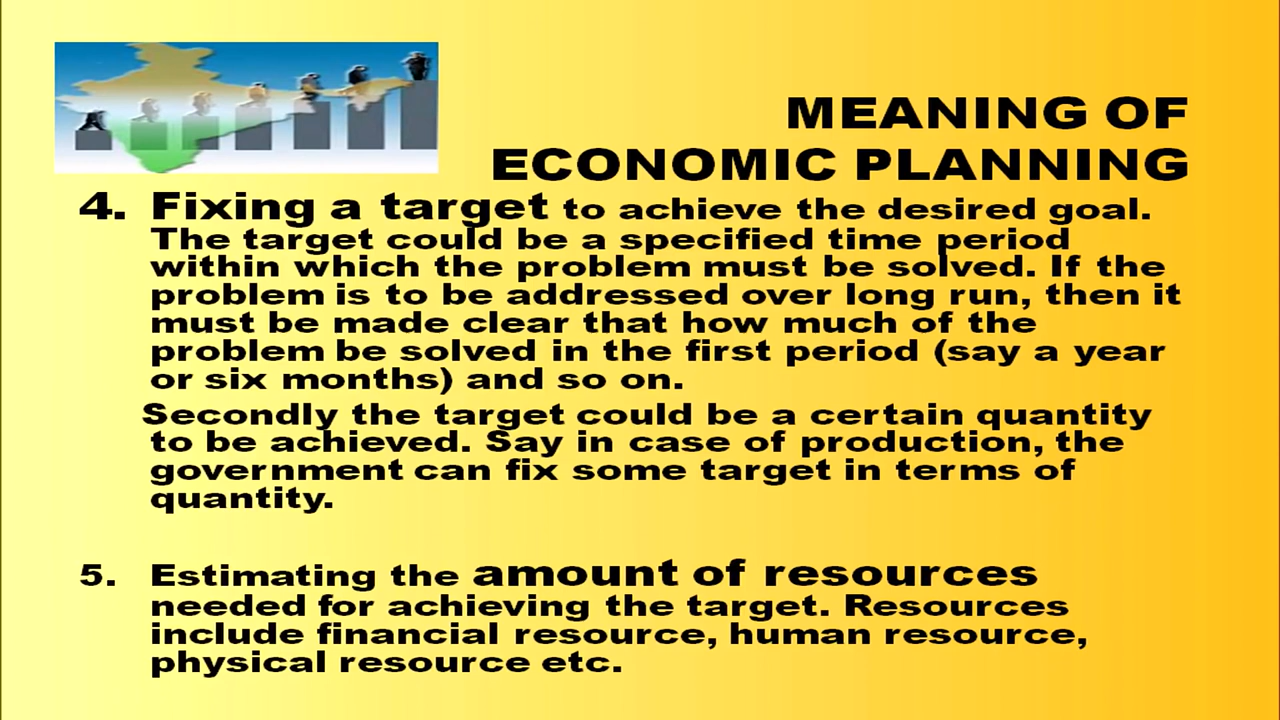 MEANING OF
ECONOMIC PLANNING
4. Fixing a target to achieve the desired goal.
The target could be a specified time period
within which the problem must be solved. If the
problem is to be addressed over long run, then it
must be made clear that how much of the
problem be solved in the first period (say a year
or six months) and so on.
Secondly the target could be a certain quantity
to be achieved. Say in case of production, the
government can fix some target in terms of
quantity.
5. Estimating the amount of resources
needed for achieving the target. Resources
include financial resource, human resource,
physical resource etc.